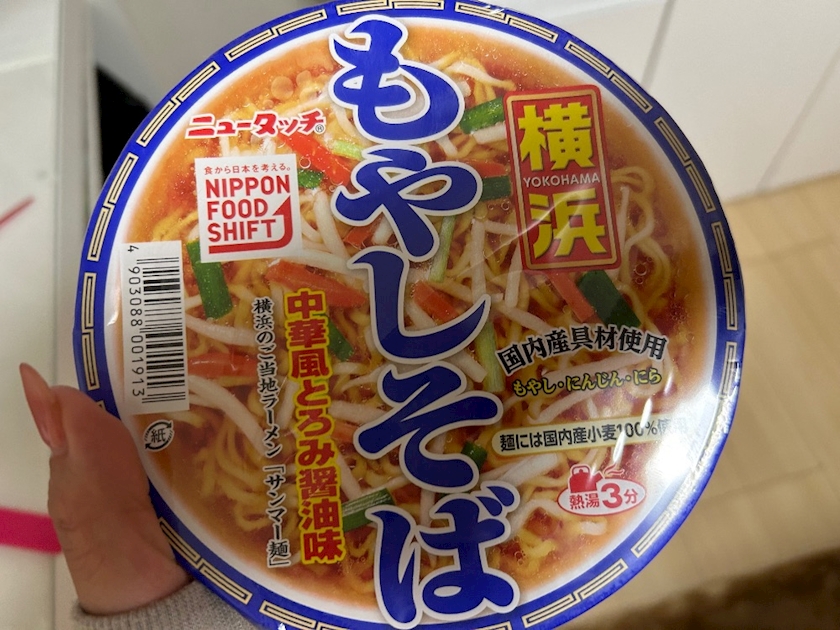 ニュータッチ®
食から日本を考える。
NIPPON
FOOD
SHIFT
横浜
YOKOHAMA
もやしそば
中華風とろみ醤油味
横浜のご当地ラーメン「サンマー麺」
国内産具材使用
もやし・にんじん・にら
麺には国内産小麦100%使用
熱湯3分
4 903088 001913
紙